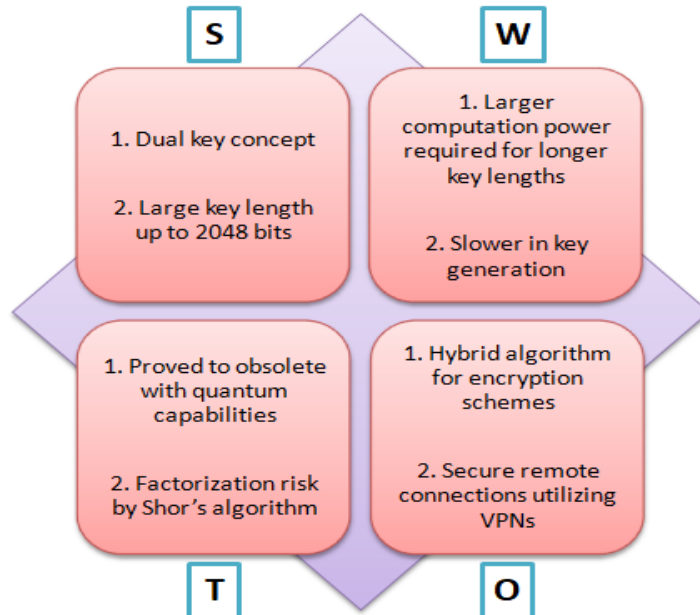 S
W
1. Dual key concept
2. Large key length
up to 2048 bits
1. Larger
computation power
required for longer
key lengths
2. Slower in key
generation
1. Proved to obsolete
with quantum
capabilities
2. Factorization risk
by Shor's algorithm
1. Hybrid algorithm
for encryption
schemes
2. Secure remote
connections utilizing
VPNs
T
O